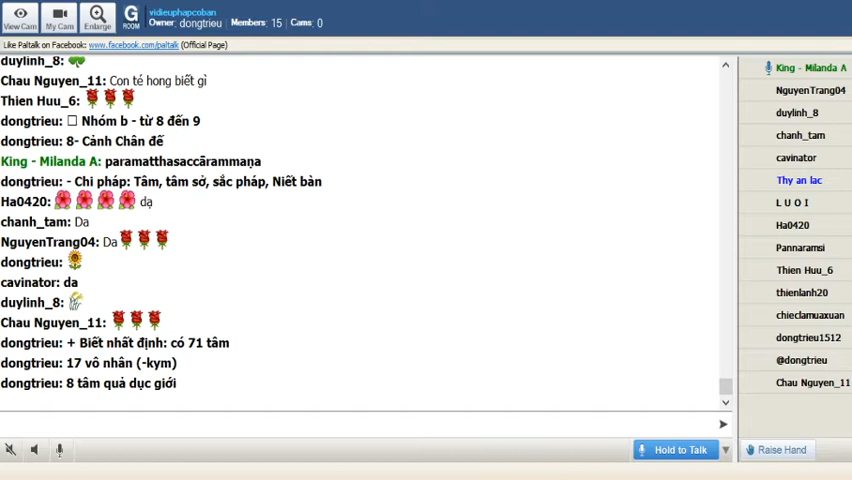 View Cam
My Cam
Enlarge
G
ROOM
vidieuphapcoban
Owner: dongtrieu Members: 15 Cams: 0
Like Paltalk on Facebook: www.facebook.com/paltalk (Official Page)
duylinh_8:
Chau Nguyen_11: Con té hong biết gì
Thien Huu_6:
dongtrieu: □ Nhóm b - từ 8 đến 9
dongtrieu: 8- Cảnh Chân đế
King - Milanda A: paramatthasaccārammaṇa
dongtrieu: - Chi pháp: Tâm, tâm sở, sắc pháp, Niết bàn
Ha0420: dạ
chanh_tam: Da
NguyenTrang04: Da
dongtrieu:
cavinator: da
duylinh_8:
Chau Nguyen_11:
dongtrieu: + Biết nhất định: có 71 tâm
dongtrieu: 17 vô nhân (-kym)
dongtrieu: 8 tâm quả dục giới
King - Milanda A
NguyenTrang04
duylinh_8
chanh_tam
cavinator
Thy an lac
L U O I
Ha0420
Pannaramsi
Thien Huu_6
thienlanh20
chieclamuaxuan
dongtrieu1512
@dongtrieu
Chau Nguyen_11
Hold to Talk
Raise Hand